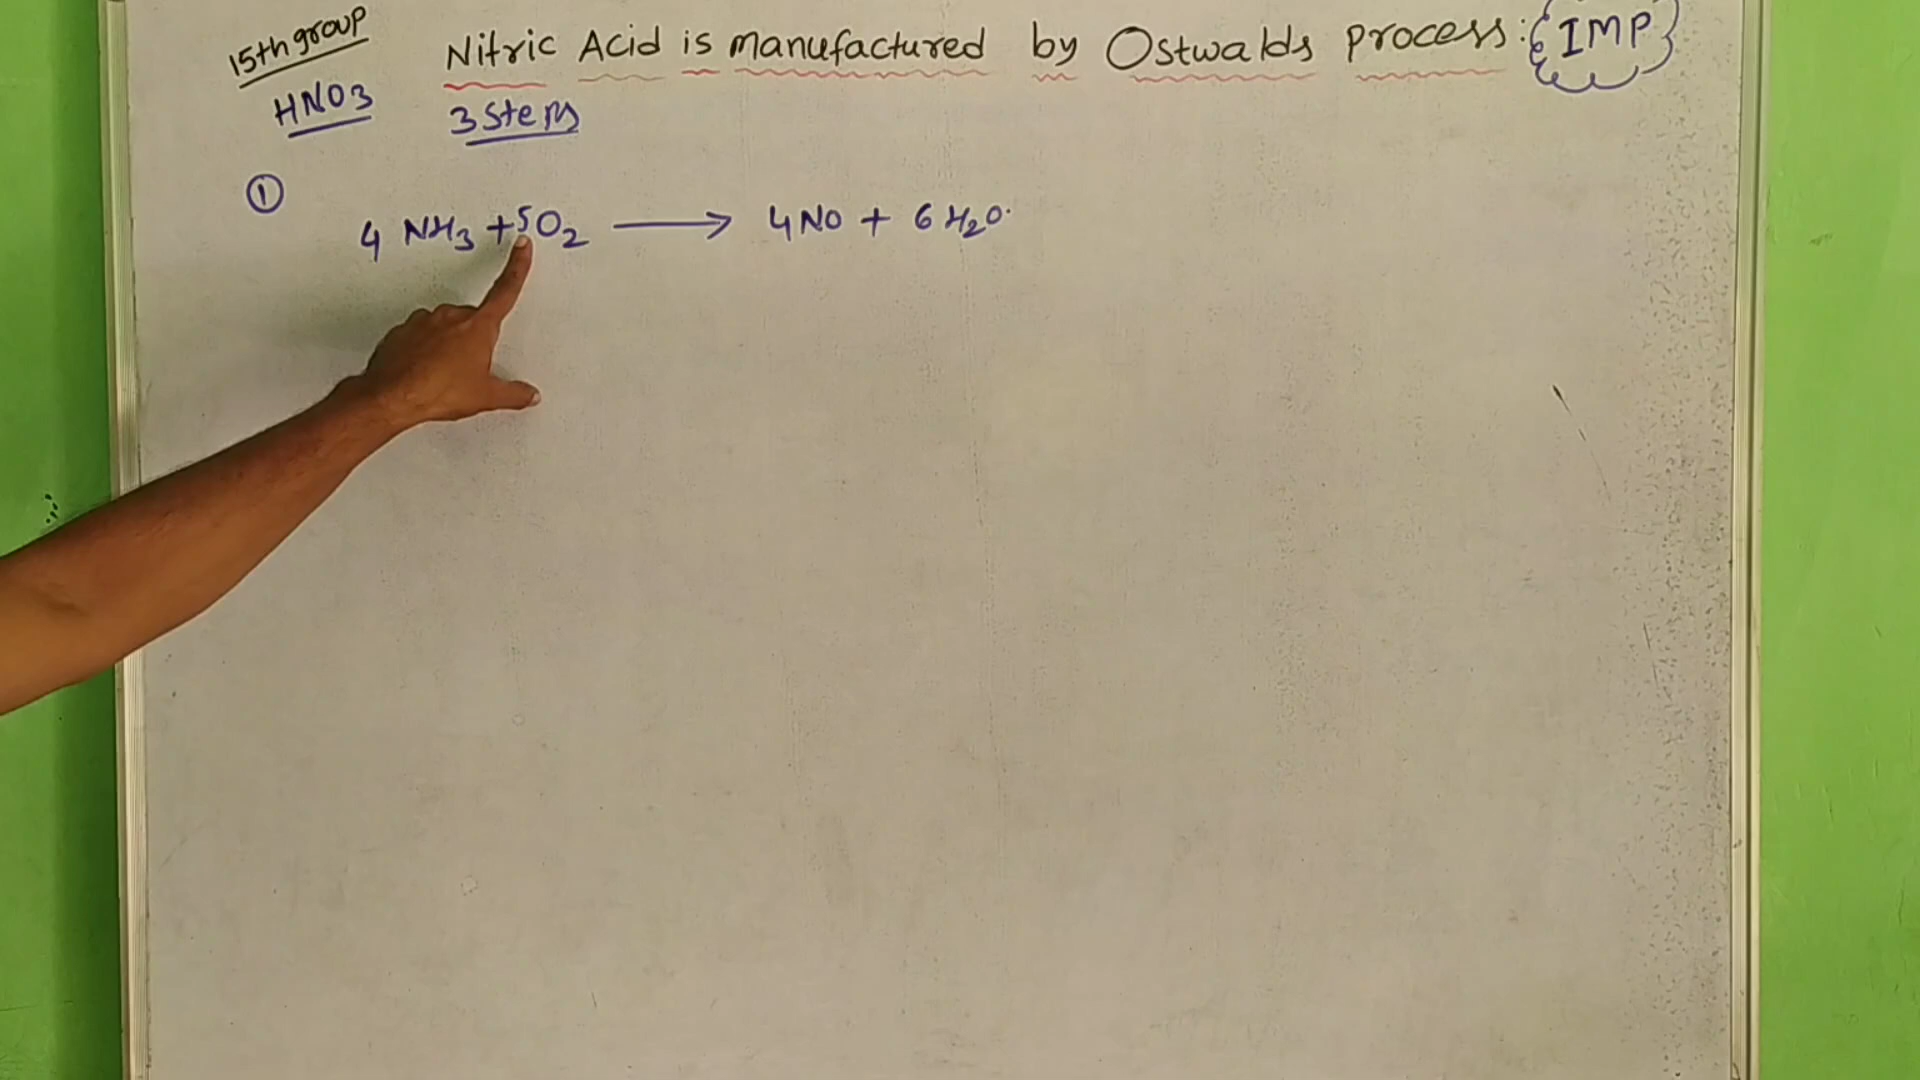 15th group
HNO3
Nitric Acid is manufactured by Ostwalds process: IMP
3 Steps
① 4 NH3 + 5O2 ⟶ 4NO + 6 H2O.